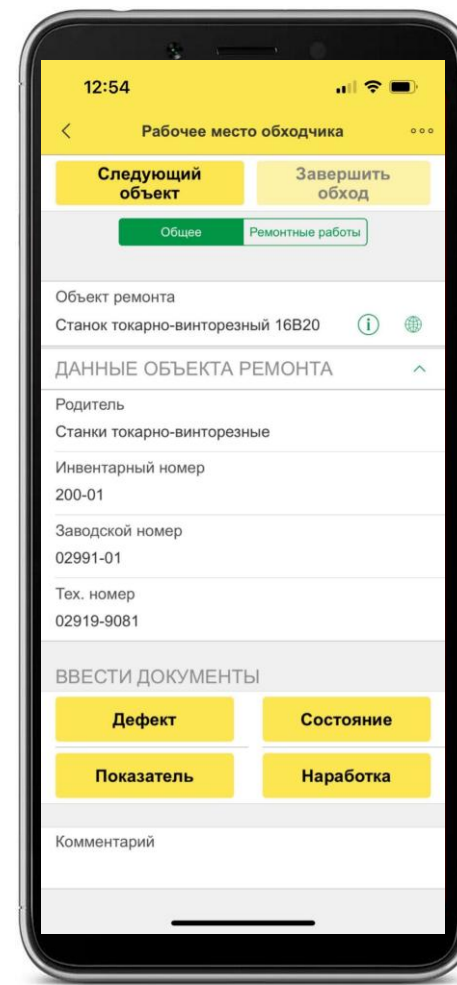 12:54
Рабочее место обходчика
Следующий
объект
Завершить
обход
Общее
Ремонтные работы
Объект ремонта
Станок токарно-винторезный 16В20
ДАННЫЕ ОБЪЕКТА РЕМОНТА
Родитель
Станки токарно-винторезные
Инвентарный номер
200-01
Заводской номер
02991-01
Тех. номер
02919-9081
ВВЕСТИ ДОКУМЕНТЫ
Дефект
Состояние
Показатель
Наработка
Комментарий